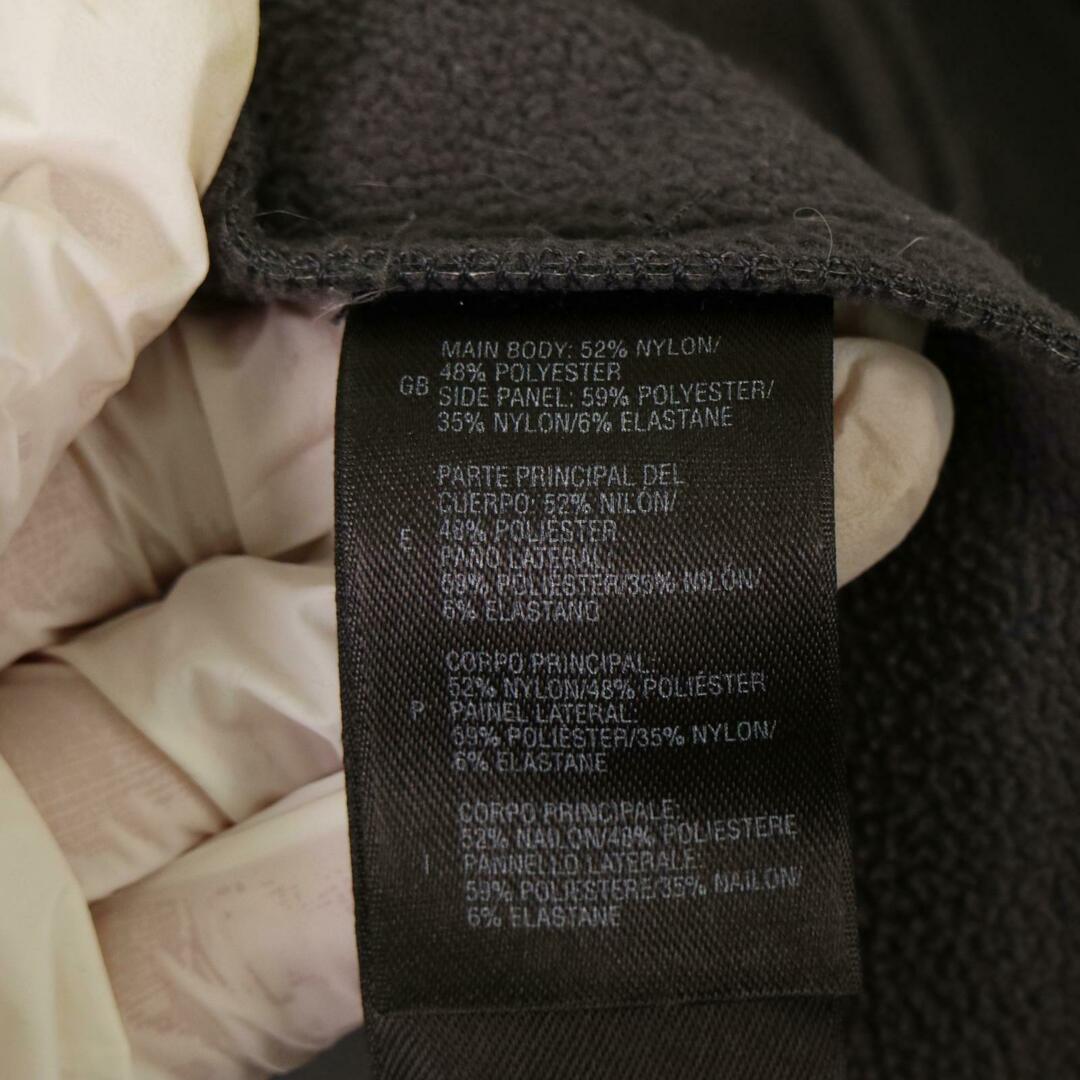 GB
MAIN BODY: 52% NYLON/
48% POLYESTER
SIDE PANEL: 59% POLYESTER/
35% NYLON/6% ELASTANE
E
PARTE PRINCIPAL DEL
CUERPO: 52% NILÓN/
48% POLIÉSTER
PAÑO LATERAL:
59% POLIÉSTER/35% NILÓN/
6% ELASTANO
P
CORPO PRINCIPAL:
52% NYLON/48% POLIÉSTER
PAINEL LATERAL:
59% POLIÉSTER/35% NYLON/
6% ELASTANE
I
CORPO PRINCIPALE:
52% NAILON/48% POLIESTERE
PANNELLO LATERALE:
59% POLIESTERE/35% NAILON/
6% ELASTANE